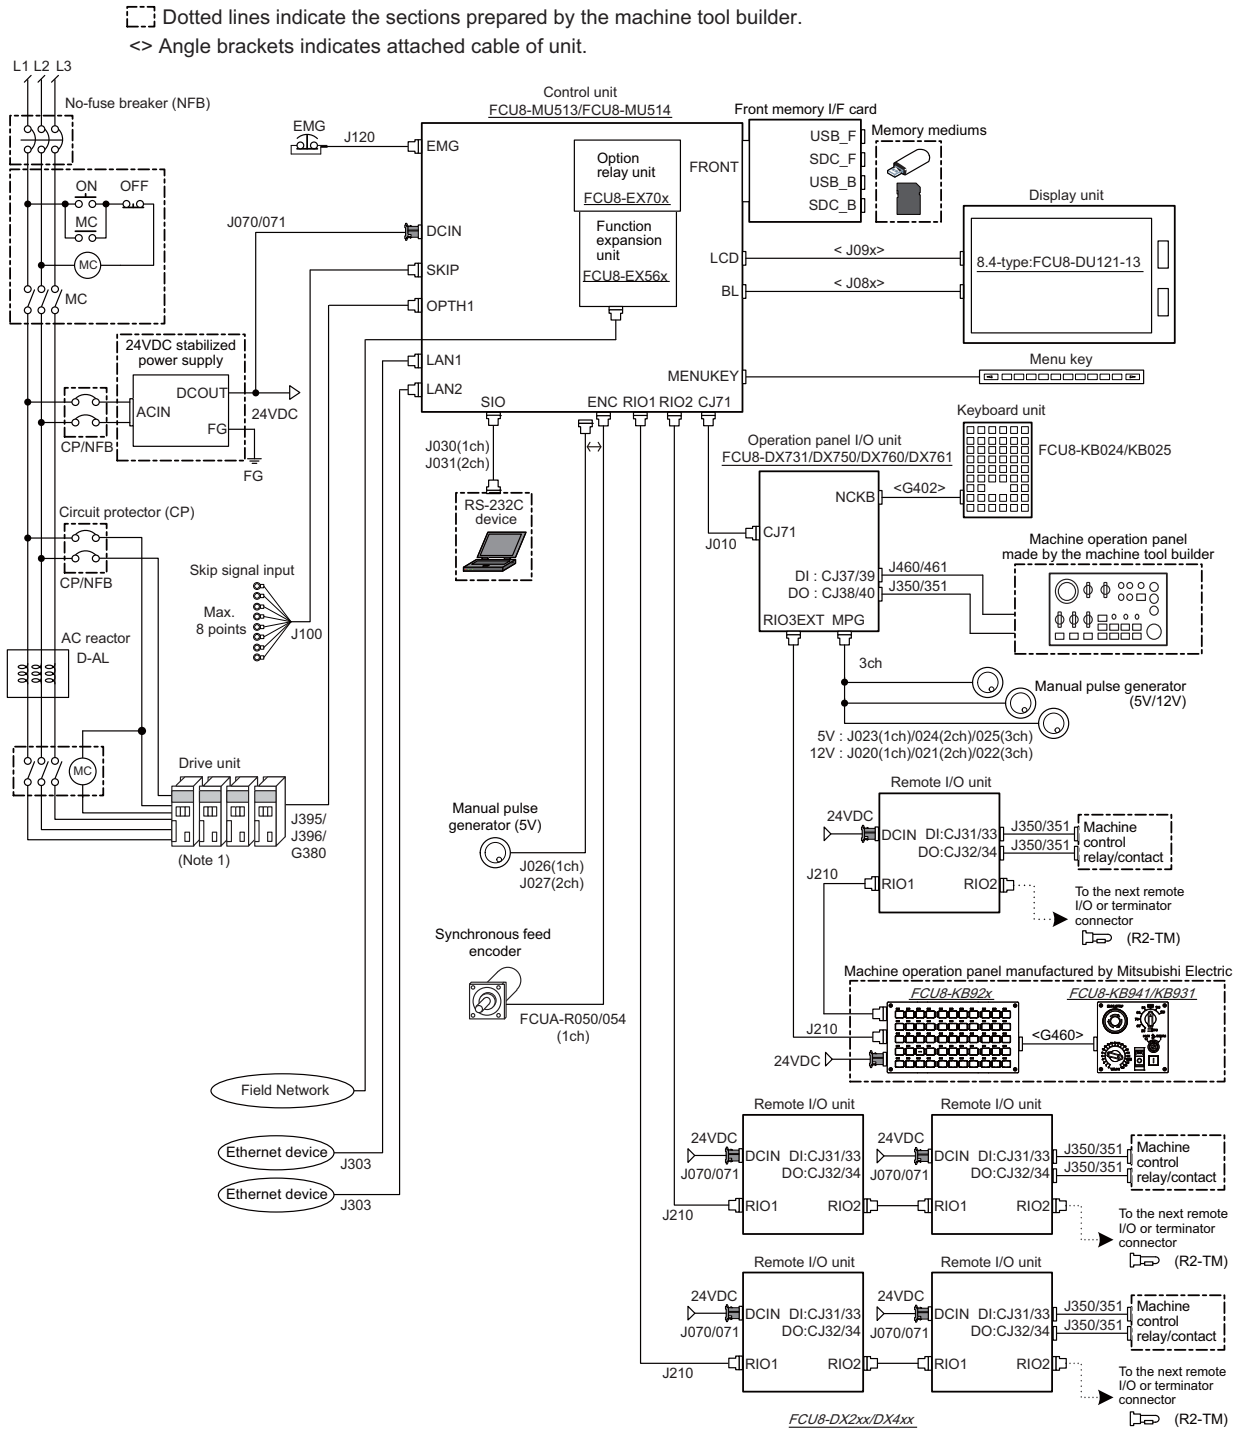 Dotted lines indicate the sections prepared by the machine tool builder.
<> Angle brackets indicates attached cable of unit.
L1 L2 L3
No-fuse breaker (NFB)
ON OFF
MC
MC
MC
24VDC stabilized
power supply
DCOUT
ACIN
FG
24VDC
FG
CP/NFB
Circuit protector (CP)
CP/NFB
AC reactor
D-AL
MC
Drive unit
(Note 1)
J395/
J396/
G380
Skip signal input
Max.
8 points
J100
EMG
J120
J070/071
Control unit
FCU8-MU513/FCU8-MU514
EMG
DCIN
SKIP
OPTH1
LAN1
LAN2
Option
relay unit
FCU8-EX70x
Function
expansion
unit
FCU8-EX56x
FRONT
LCD
BL
MENUKEY
SIO
ENC RIO1 RIO2 CJ71
Front memory I/F card
USB_F
SDC_F
USB_B
SDC_B
Memory mediums
Display unit
< J09x>
< J08x>
8.4-type:FCU8-DU121-13
Menu key
Keyboard unit
FCU8-KB024/KB025
J030(1ch)
J031(2ch)
RS-232C
device
<>
Operation panel I/O unit
FCU8-DX731/DX750/DX760/DX761
NCKB
<G402>
CJ71
J010
DI : CJ37/39
DO : CJ38/40
J460/461
J350/351
RIO3EXT MPG
Machine operation panel
made by the machine tool builder
3ch
Manual pulse generator
(5V/12V)
5V : J023(1ch)/024(2ch)/025(3ch)
12V : J020(1ch)/021(2ch)/022(3ch)
Manual pulse
generator (5V)
J026(1ch)
J027(2ch)
Synchronous feed
encoder
FCUA-R050/054
(1ch)
Field Network
Ethernet device
J303
Ethernet device
J303
Remote I/O unit
24VDC
DCIN DI:CJ31/33
DO:CJ32/34
J350/351
J350/351
Machine
control
relay/contact
J210
RIO1 RIO2
To the next remote
I/O or terminator
connector
(R2-TM)
Machine operation panel manufactured by Mitsubishi Electric
FCU8-KB92x
FCU8-KB941/KB931
J210
<G460>
24VDC
Remote I/O unit Remote I/O unit
24VDC
DCIN DI:CJ31/33
DO:CJ32/34
J070/071
24VDC
DCIN DI:CJ31/33
DO:CJ32/34
J070/071
J350/351
J350/351
Machine
control
relay/contact
J210
RIO1 RIO2
RIO1 RIO2
To the next remote
I/O or terminator
connector
(R2-TM)
Remote I/O unit Remote I/O unit
24VDC
DCIN DI:CJ31/33
DO:CJ32/34
J070/071
24VDC
DCIN DI:CJ31/33
DO:CJ32/34
J070/071
J350/351
J350/351
Machine
control
relay/contact
J210
RIO1 RIO2
RIO1 RIO2
To the next remote
I/O or terminator
connector
(R2-TM)
FCU8-DX2xx/DX4xx